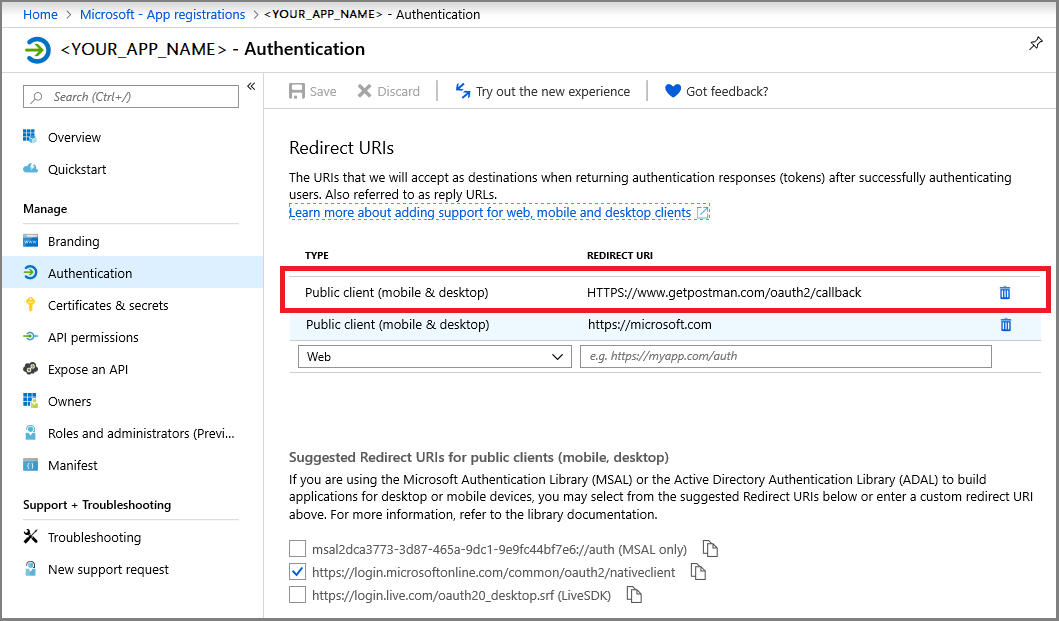 Home > Microsoft - App registrations > <YOUR_APP_NAME> - Authentication
<YOUR_APP_NAME> - Authentication
Search (Ctrl+/)
«
Save
Discard
Try out the new experience
Got feedback?
Overview
Quickstart
Manage
Branding
Authentication
Certificates & secrets
API permissions
Expose an API
Owners
Roles and administrators (Previ...
Manifest
Support + Troubleshooting
Troubleshooting
New support request
Redirect URIs
The URIs that we will accept as destinations when returning authentication responses (tokens) after successfully authenticating
users. Also referred to as reply URLs.
Learn more about adding support for web, mobile and desktop clients
TYPE REDIRECT URI
Public client (mobile & desktop) HTTPS://www.getpostman.com/oauth2/callback
Public client (mobile & desktop) https://microsoft.com
Web e.g. https://myapp.com/auth
Suggested Redirect URIs for public clients (mobile, desktop)
If you are using the Microsoft Authentication Library (MSAL) or the Active Directory Authentication Library (ADAL) to build
applications for desktop or mobile devices, you may select from the suggested Redirect URIs below or enter a custom redirect URI
above. For more information, refer to the library documentation.
msal2dca3773-3d87-465a-9dc1-9e9fc44bf7e6://auth (MSAL only)
https://login.microsoftonline.com/common/oauth2/nativeclient
https://login.live.com/oauth20_desktop.srf (LiveSDK)